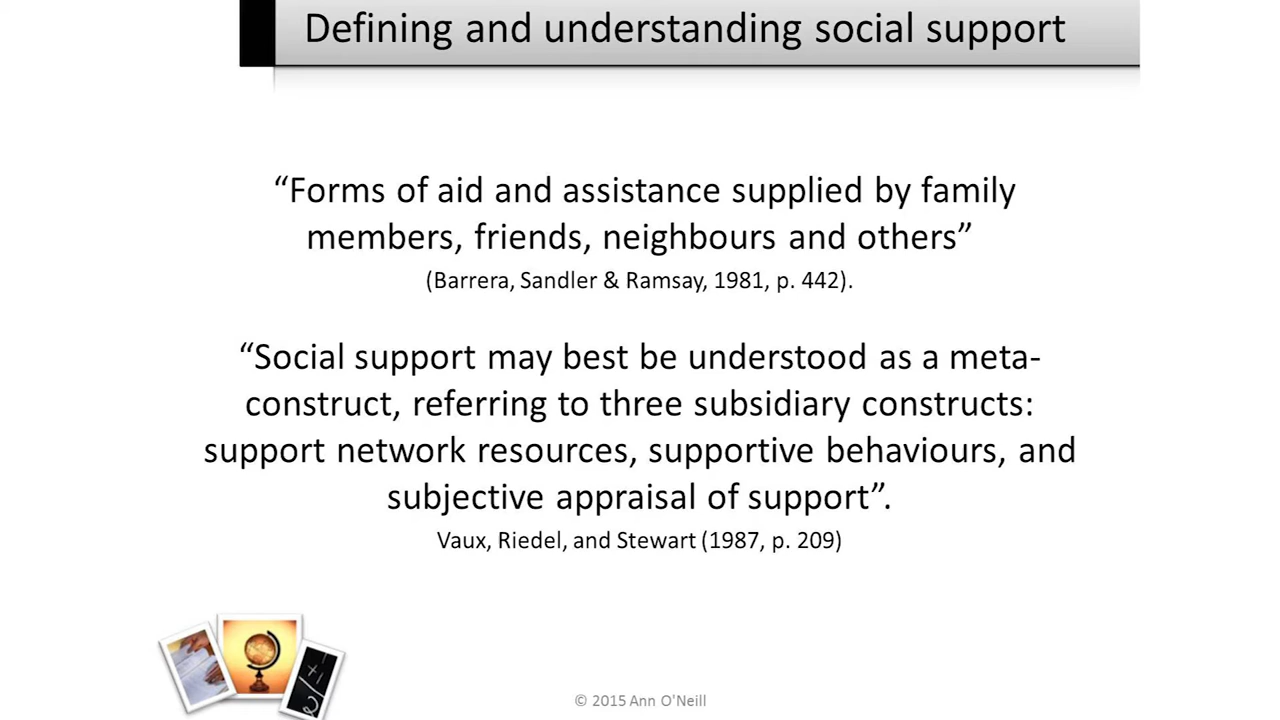 Defining and understanding social support
“Forms of aid and assistance supplied by family
members, friends, neighbours and others”
(Barrera, Sandler & Ramsay, 1981, p. 442).
“Social support may best be understood as a meta-
construct, referring to three subsidiary constructs:
support network resources, supportive behaviours, and
subjective appraisal of support”.
Vaux, Riedel, and Stewart (1987, p. 209)
© 2015 Ann O'Neill